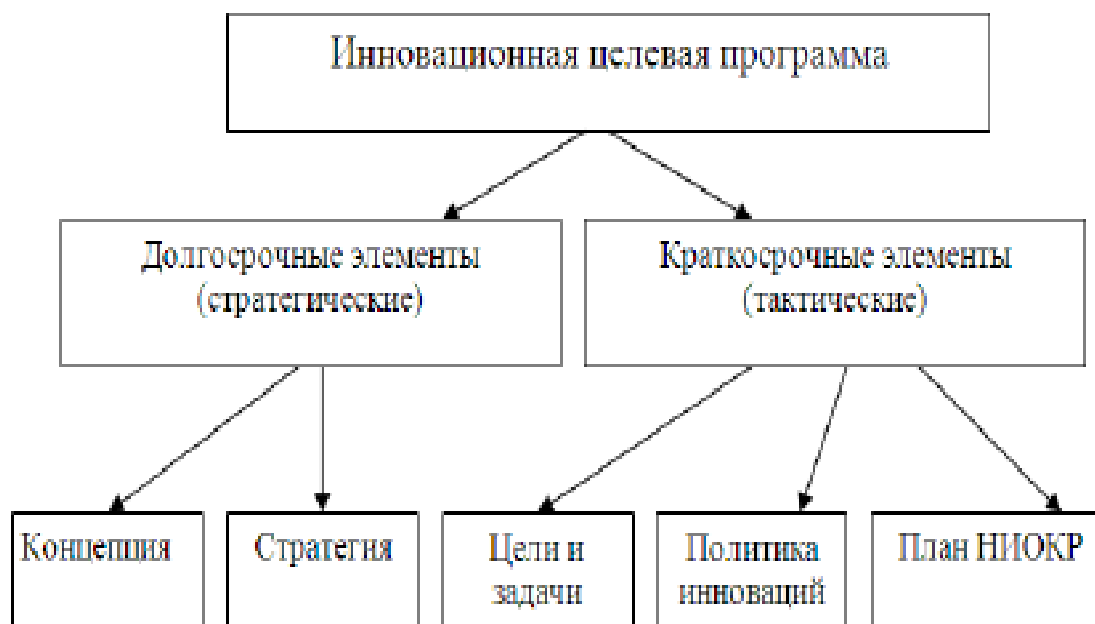 Инновационная целевая программа
Долгосрочные элементы
(стратегические)
Краткосрочные элементы
(тактические)
Концепция
Стратегия
Цели и
задачи
Политика
инноваций
План НИОКР